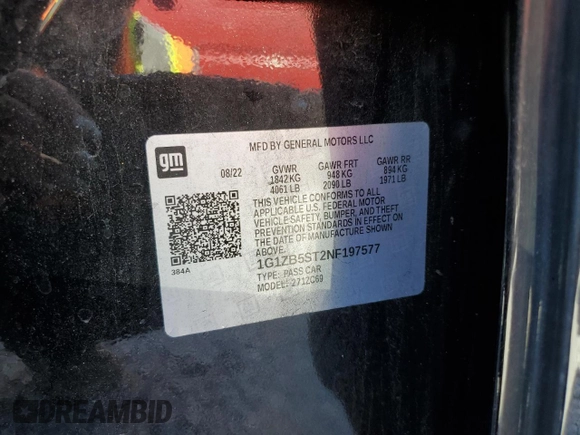 gm
MFD BY GENERAL MOTORS LLC
08/22 GVWR GAWR FRT GAWR RR
1842 KG 948 KG 894 KG
4061 LB 2090 LB 1971 LB
THIS VEHICLE CONFORMS TO ALL
APPLICABLE U.S. FEDERAL MOTOR
VEHICLE SAFETY, BUMPER, AND THEFT
PREVENTION STANDARDS IN EFFECT ON
THE DATE OF MANUFACTURE SHOWN
ABOVE.
1G1ZB5ST2NF197577
TYPE: PASS CAR
MODEL: 2712C69
384A
DREAMBID